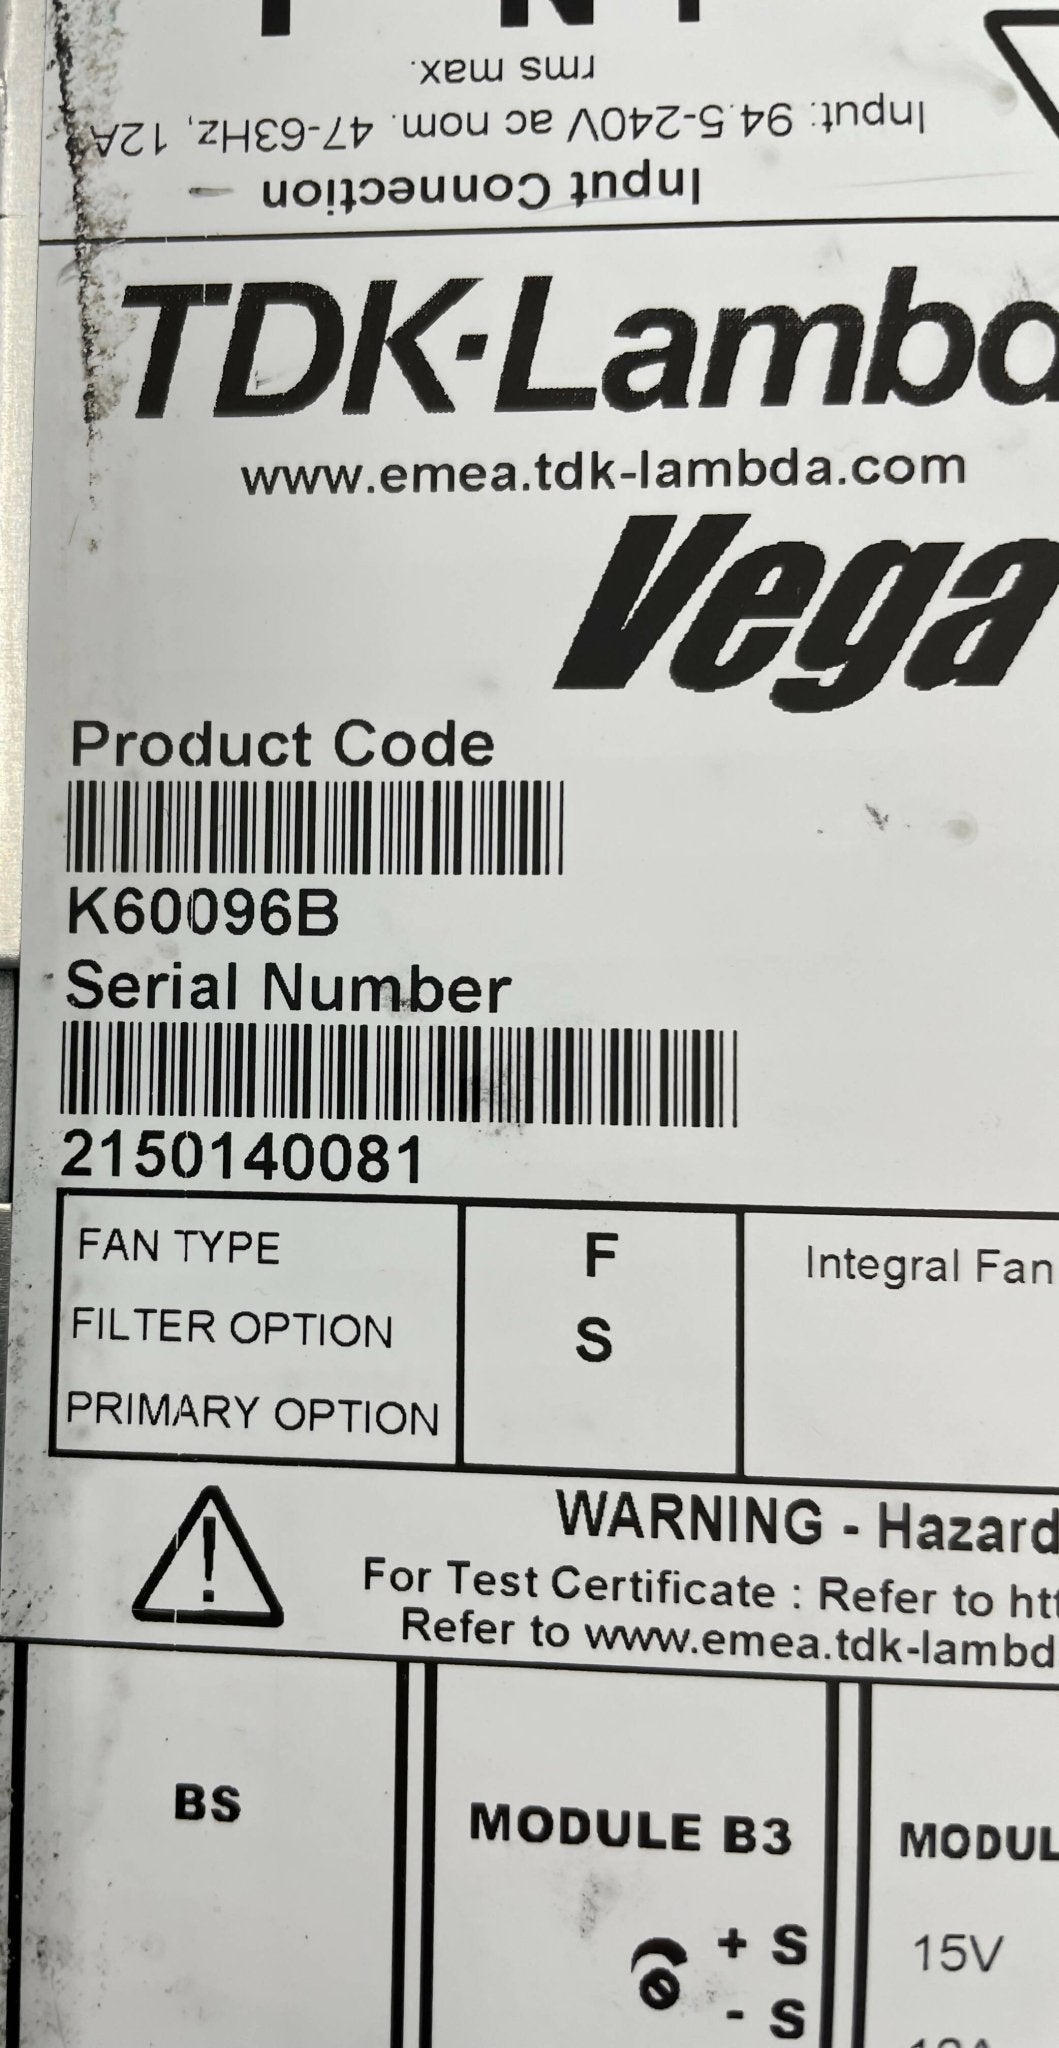 Input Connection
Input: 94.5-240V ac nom. 47-63Hz, 12A
rms max.
TDK-Lambd
www.emea.tdk-lambda.com
Vega
Product Code
K60096B
Serial Number
2150140081
FAN TYPE F Integral Fan
FILTER OPTION S
PRIMARY OPTION
WARNING - Hazard
For Test Certificate : Refer to htt
Refer to www.emea.tdk-lambd
BS MODULE B3 MODUL
+ S 15V
- S